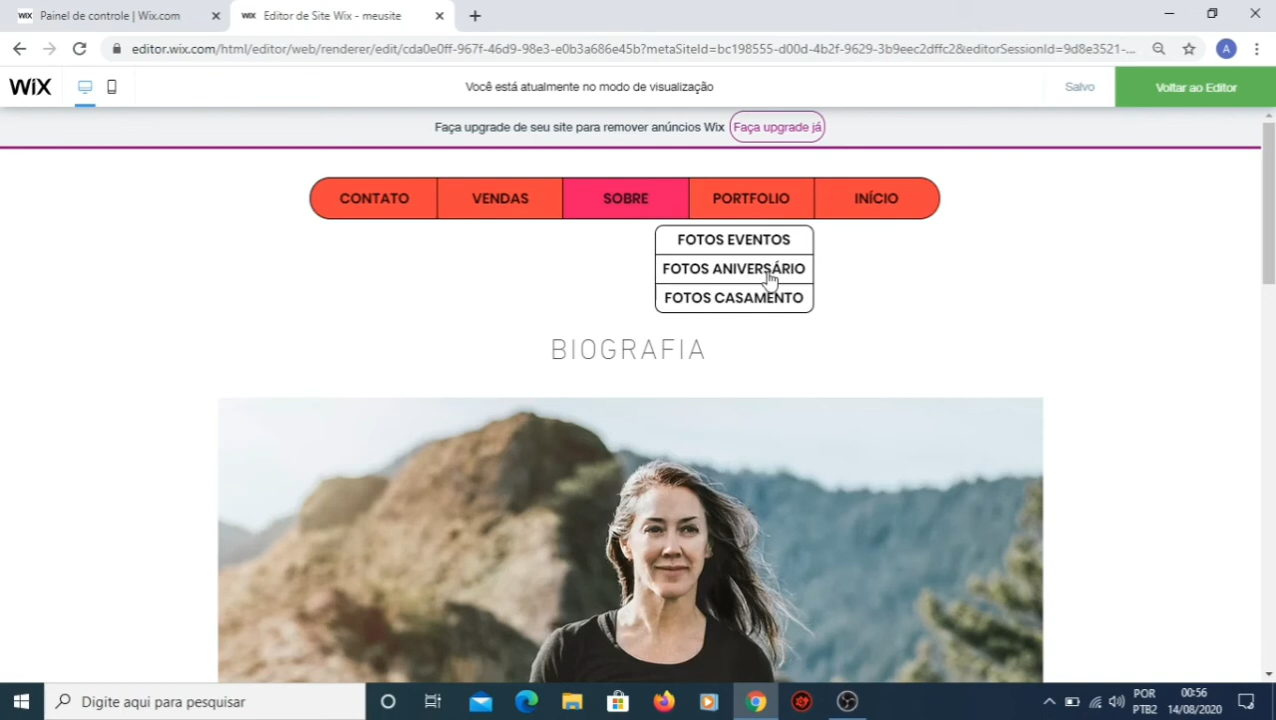 WiX Painel de controle | Wix.com
WiX Editor de Site Wix - meusite
editor.wix.com/html/editor/web/renderer/edit/cda0e0ff-967f-46d9-98e3-e0b3a686e45b?metaSiteId=bc198555-d00d-4b2f-9629-3b9eec2dffc2&editorSessionId=9d8e3521-...
A
WiX
Você está atualmente no modo de visualização
Salvo
Voltar ao Editor
Faça upgrade de seu site para remover anúncios Wix
Faça upgrade já
CONTATO
VENDAS
SOBRE
PORTFOLIO
INÍCIO
FOTOS EVENTOS
FOTOS ANIVERSÁRIO
FOTOS CASAMENTO
BIOGRAFIA
Digite aqui para pesquisar
POR
PTB2
00:56
14/08/2020